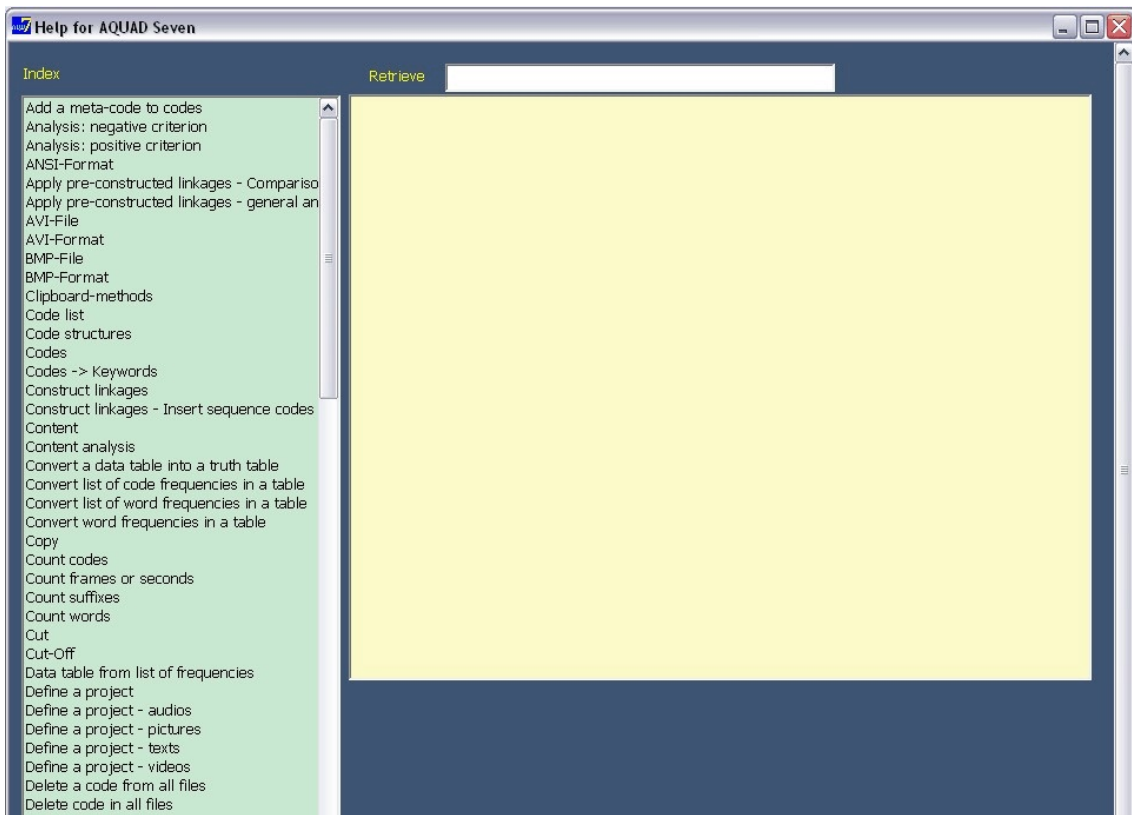 Help for AQUAD Seven
Index
Retrieve
Add a meta-code to codes
Analysis: negative criterion
Analysis: positive criterion
ANSI-Format
Apply pre-constructed linkages - Compariso
Apply pre-constructed linkages - general an
AVI-File
AVI-Format
BMP-File
BMP-Format
Clipboard-methods
Code list
Code structures
Codes
Codes -> Keywords
Construct linkages
Construct linkages - Insert sequence codes
Content
Content analysis
Convert a data table into a truth table
Convert list of code frequencies in a table
Convert list of word frequencies in a table
Convert word frequencies in a table
Copy
Count codes
Count frames or seconds
Count suffixes
Count words
Cut
Cut-Off
Data table from list of frequencies
Define a project
Define a project - audios
Define a project - pictures
Define a project - texts
Define a project - videos
Delete a code from all files
Delete code in all files